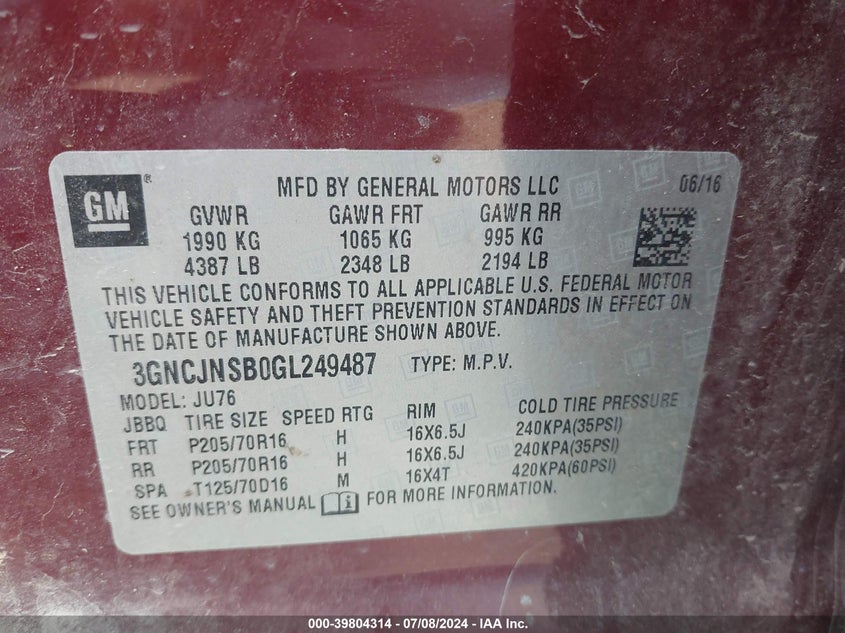 GM ®
MFD BY GENERAL MOTORS LLC 06/16
GVWR GAWR FRT GAWR RR
1990 KG 1065 KG 995 KG
4387 LB 2348 LB 2194 LB
THIS VEHICLE CONFORMS TO ALL APPLICABLE U.S. FEDERAL MOTOR
VEHICLE SAFETY AND THEFT PREVENTION STANDARDS IN EFFECT ON
THE DATE OF MANUFACTURE SHOWN ABOVE.
3GNCJNSB0GL249487 TYPE: M.P.V.
MODEL: JU76
JBBQ TIRE SIZE SPEED RTG RIM COLD TIRE PRESSURE
FRT P205/70R16 H 16X6.5J 240KPA(35PSI)
RR P205/70R16 H 16X6.5J 240KPA(35PSI)
SPA T125/70D16 M 16X4T 420KPA(60PSI)
SEE OWNER'S MANUAL FOR MORE INFORMATION.
000-39804314 - 07/08/2024 - IAA Inc.